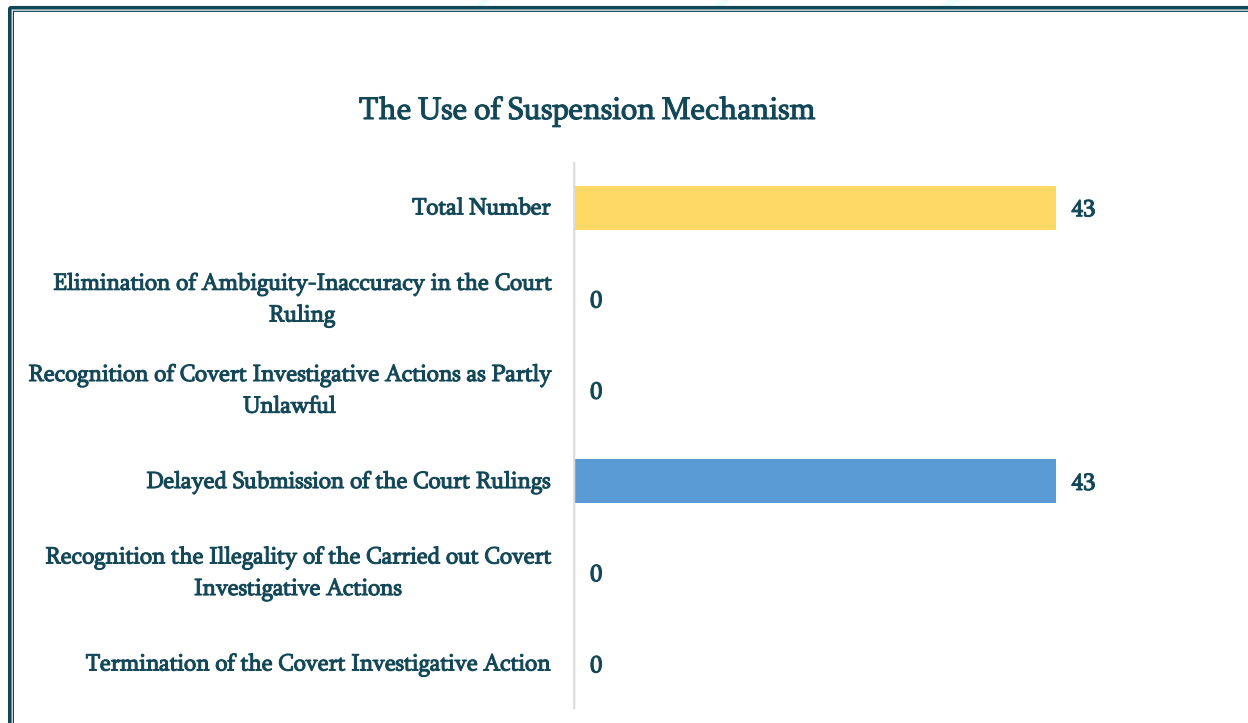 The Use of Suspension Mechanism
Total Number
43
Elimination of Ambiguity-Inaccuracy in the Court
Ruling
0
Recognition of Covert Investigative Actions as Partly
Unlawful
0
Delayed Submission of the Court Rulings
43
Recognition the Illegality of the Carried out Covert
Investigative Actions
0
Termination of the Covert Investigative Action
0